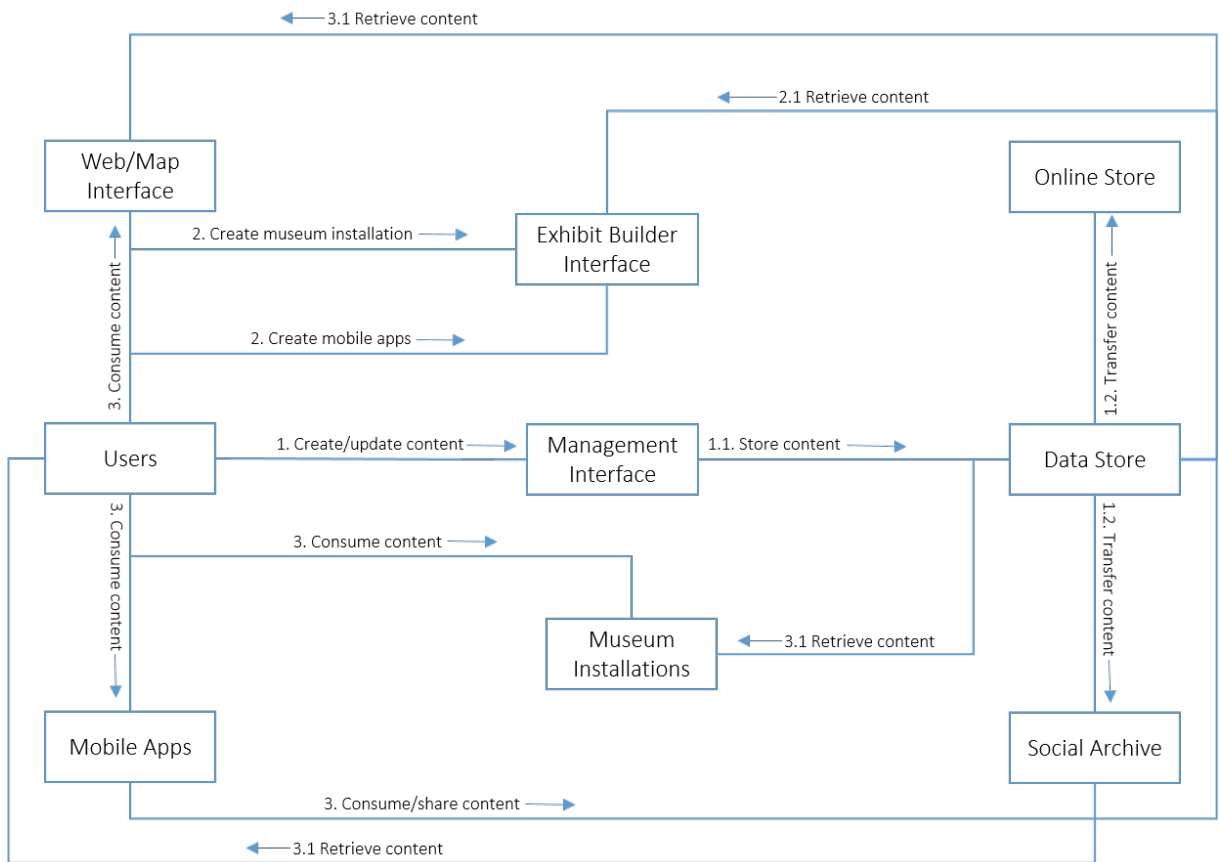 3.1 Retrieve content
2.1 Retrieve content
Web/Map
Interface
Online Store
2. Create museum installation
Exhibit Builder
Interface
3. Consume content
1.2. Transfer content
2. Create mobile apps
Users
1. Create/update content
Management
Interface
1.1. Store content
Data Store
3. Consume content
3. Consume content
1.2. Transfer content
Museum
Installations
3.1 Retrieve content
Mobile Apps
Social Archive
3. Consume/share content
3.1 Retrieve content